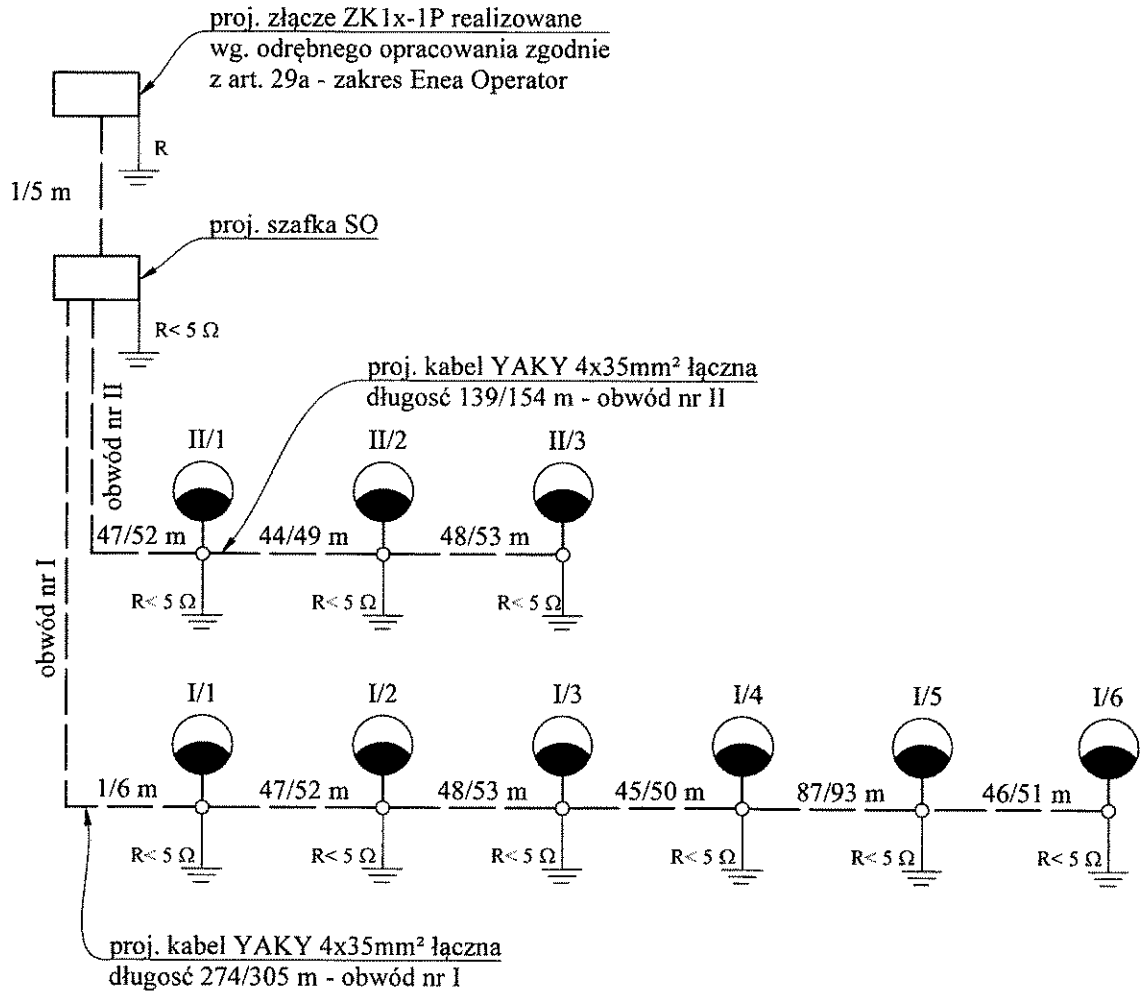 proj. złącze ZK1x-1P realizowane
wg. odrębnego opracowania zgodnie
z art. 29a - zakres Enea Operator
R
1/5 m
proj. szafka SO
R< 5 Ω
proj. kabel YAKY 4x35mm² łączna
długosć 139/154 m - obwód nr II
obwód nr II
II/1 II/2 II/3
47/52 m 44/49 m 48/53 m
R< 5 Ω R< 5 Ω R< 5 Ω
obwód nr I
I/1 I/2 I/3 I/4 I/5 I/6
1/6 m 47/52 m 48/53 m 45/50 m 87/93 m 46/51 m
R< 5 Ω R< 5 Ω R< 5 Ω R< 5 Ω R< 5 Ω R< 5 Ω
proj. kabel YAKY 4x35mm² łączna
długosć 274/305 m - obwód nr I